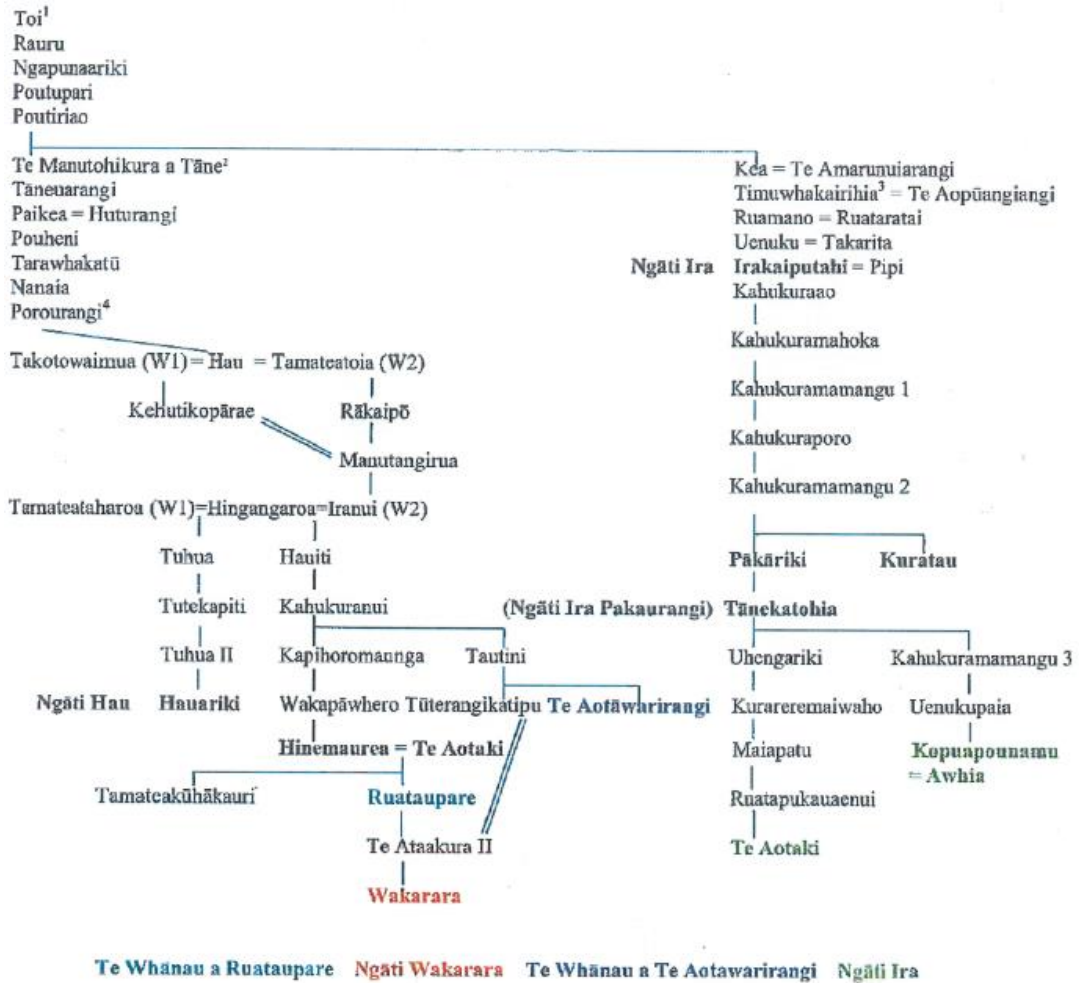 Toi¹
Rauru
Ngapunaariki
Poutupari
Poutiriao
Te Manutohikura a Tāne²
Tāneuarangi
Paikea = Huturangi
Pouheni
Tarawhakatū
Nanaia
Porourangi⁴
Kea = Te Amarunuiarangi
Timuwhakairihia³ = Te Aopūangiangi
Ruamano = Ruataratai
Uenuku = Takarita
Ngāti Ira Irakaiputahi = Pipi
Kahukuraao
Kahukuramahoka
Kahukuramamangu 1
Kahukuraporo
Kahukuramamangu 2
Takotowaimua (W1) = Hau = Tamateatoia (W2)
Kehutikopārae Rākaipō
Manutangirua
Tamateataharoa (W1)=Hingangaroa=Iranui (W2)
Tuhua Hauiti Pākāriki Kuratau
Tutekapiti Kahukuranui (Ngāti Ira Pakaurangi) Tānekatohia
Tuhua II Kapihoromaunga Tautini Uhengariki Kahukuramamangu 3
Ngāti Hau Hauariki Wakapāwhero Tūterangikatipu Te Aotāwarirangi Kurareremaiwaho Uenukupaia
Hinemaurea = Te Aotaki Maiapatu Kopuapounamu
= Awhia
Tamateakūhākauri Ruataupare Ruatapukauaenui
Te Ataakura II Te Aotaki
Wakarara
Te Whānau a Ruataupare Ngāti Wakarara Te Whānau a Te Aotawarirangi Ngāti Ira